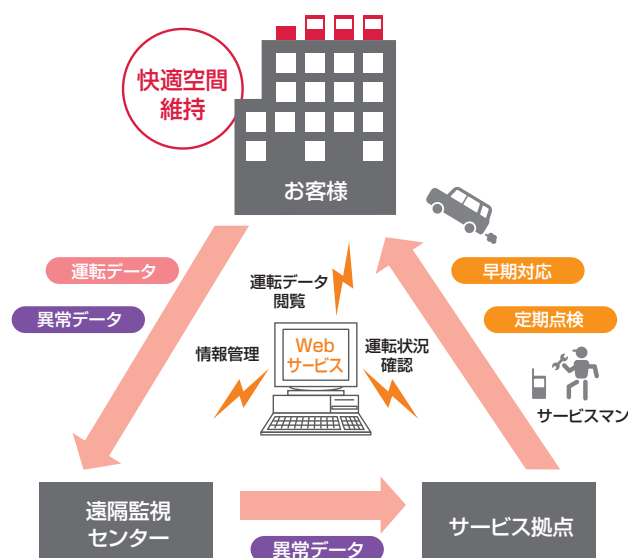 快適空間
維持
お客様
運転データ
異常データ
運転データ
閲覧
早期対応
定期点検
情報管理
Web
サービス
運転状況
確認
サービスマン
遠隔監視
センター
異常データ
サービス拠点